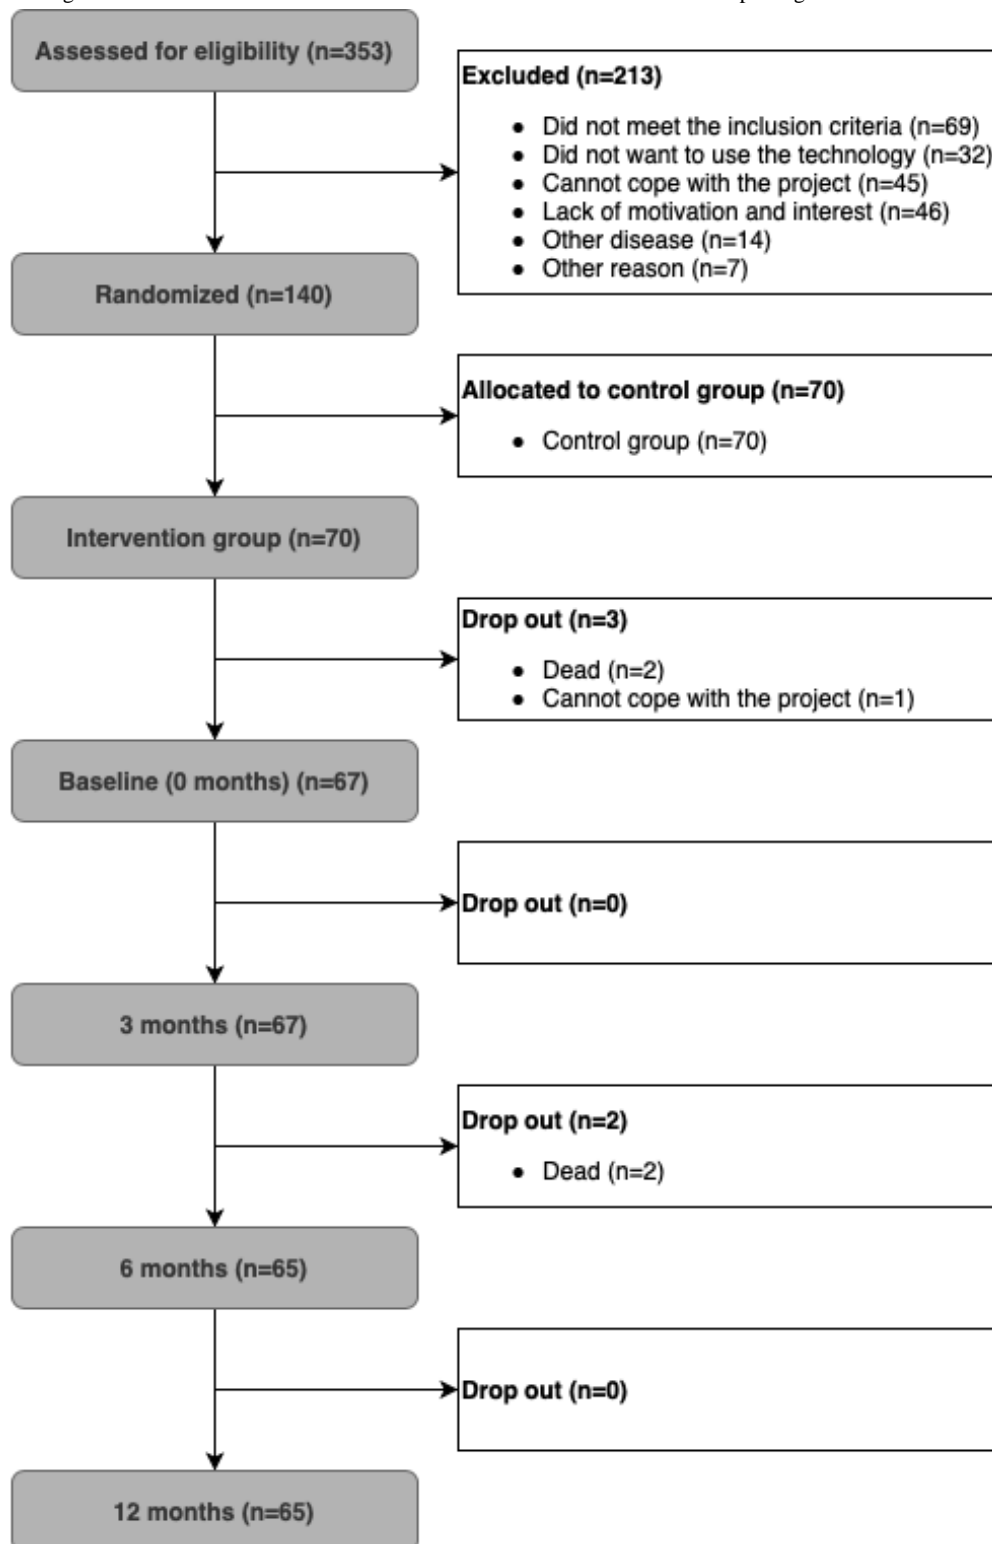 Assessed for eligibility (n=353)
Excluded (n=213)
● Did not meet the inclusion criteria (n=69)
● Did not want to use the technology (n=32)
● Cannot cope with the project (n=45)
● Lack of motivation and interest (n=46)
● Other disease (n=14)
● Other reason (n=7)
Randomized (n=140)
Allocated to control group (n=70)
● Control group (n=70)
Intervention group (n=70)
Drop out (n=3)
● Dead (n=2)
● Cannot cope with the project (n=1)
Baseline (0 months) (n=67)
Drop out (n=0)
3 months (n=67)
Drop out (n=2)
● Dead (n=2)
6 months (n=65)
Drop out (n=0)
12 months (n=65)